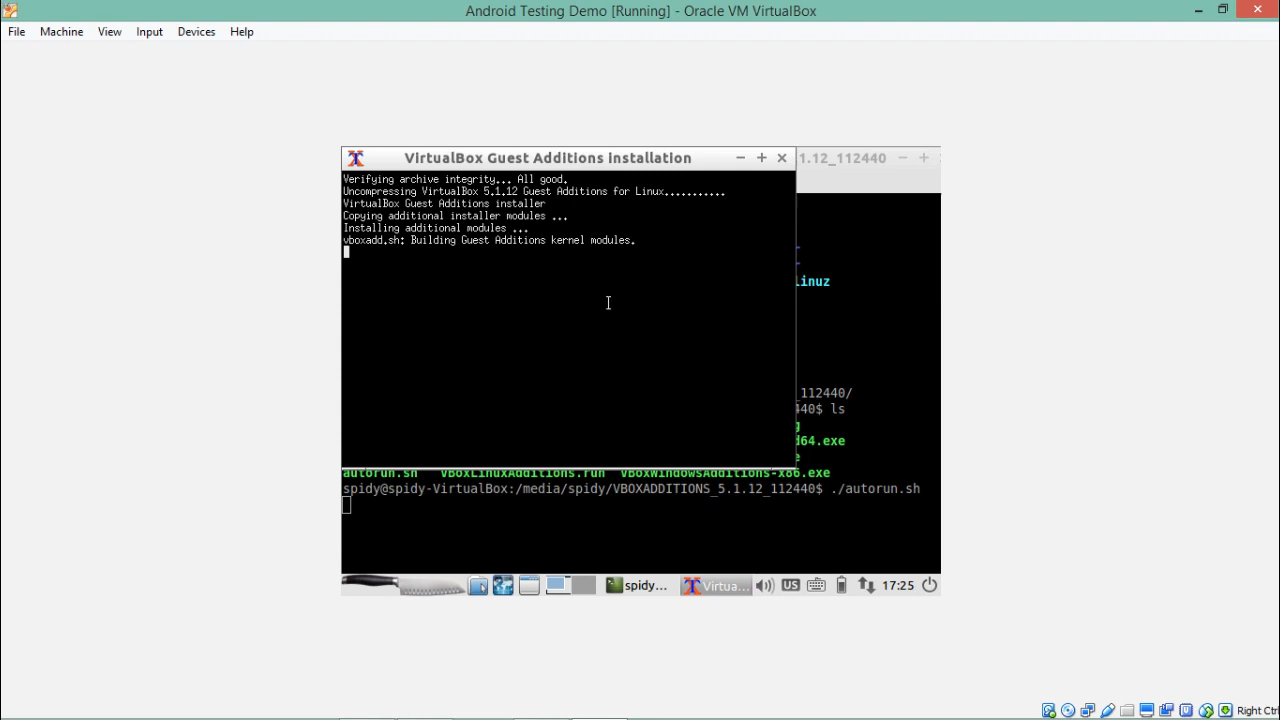 Android Testing Demo [Running] - Oracle VM VirtualBox
File Machine View Input Devices Help
VirtualBox Guest Additions installation
1.12_112440
Verifying archive integrity... All good.
Uncompressing VirtualBox 5.1.12 Guest Additions for Linux...........
VirtualBox Guest Additions installer
Copying additional installer modules ...
Installing additional modules ...
vboxadd.sh: Building Guest Additions kernel modules.
linuz
_112440/
440$ ls
d64.exe
autorun.sh VBoxLinuxAdditions.run VBoxWindowsAdditions-x86.exe
spidy@spidy-VirtualBox:/media/spidy/VBOXADDITIONS_5.1.12_112440$ ./autorun.sh
spidy... Virtua... US 17:25
Right Ctrl